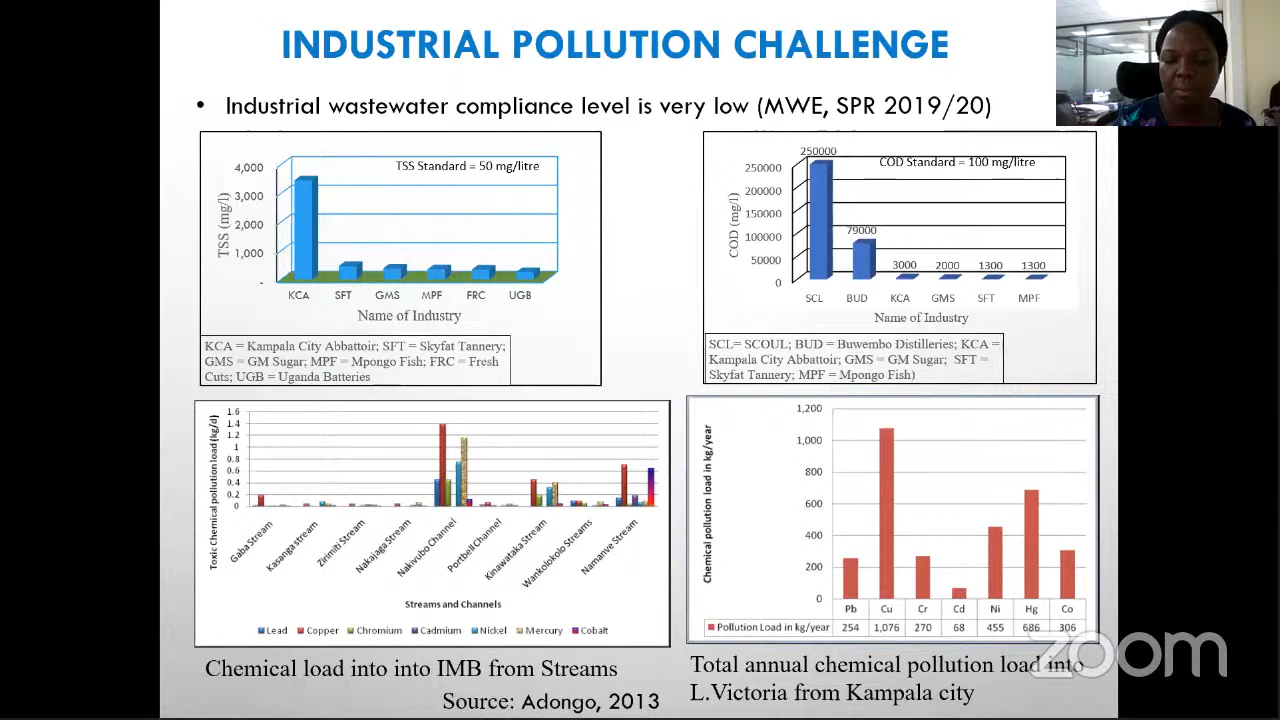 INDUSTRIAL POLLUTION CHALLENGE
• Industrial wastewater compliance level is very low (MWE, SPR 2019/20)
TSS Standard = 50 mg/litre
TSS (mg/l)
4,000
3,000
2,000
1,000
-
KCA SFT GMS MPF FRC UGB
Name of Industry
KCA = Kampala City Abbattoir; SFT = Skyfat Tannery;
GMS = GM Sugar; MPF = Mpongo Fish; FRC = Fresh
Cuts; UGB = Uganda Batteries
COD Standard = 100 mg/litre
COD (mg/l)
250000
200000
150000
100000
50000
0
250000
79000
3000
2000
1300
1300
SCL BUD KCA GMS SFT MPF
Name of Industry
SCL= SCOUL; BUD = Buwembo Distilleries; KCA =
Kampala City Abbattoir; GMS = GM Sugar; SFT =
Skyfat Tannery; MPF = Mpongo Fish)
Toxic Chemical pollution load (kg/d)
1.6
1.4
1.2
1
0.8
0.6
0.4
0.2
0
Gaba Stream
Kasanga stream
Zirimiti Stream
Nakajaga Stream
Nakivubo Channel
Portbell Channel
Kinawataka Stream
Wankolokolo Streams
Namanve Stream
Streams and Channels
Lead Copper Chromium Cadmium Nickel Mercury Cobalt
Chemical load into into IMB from Streams
Source: Adongo, 2013
Chemical pollution load in kg/year
1,200
1,000
800
600
400
200
0
Pb Cu Cr Cd Ni Hg Co
Pollution Load in kg/year 254 1,076 270 68 455 686 306
Total annual chemical pollution load into
L.Victoria from Kampala city
zoom